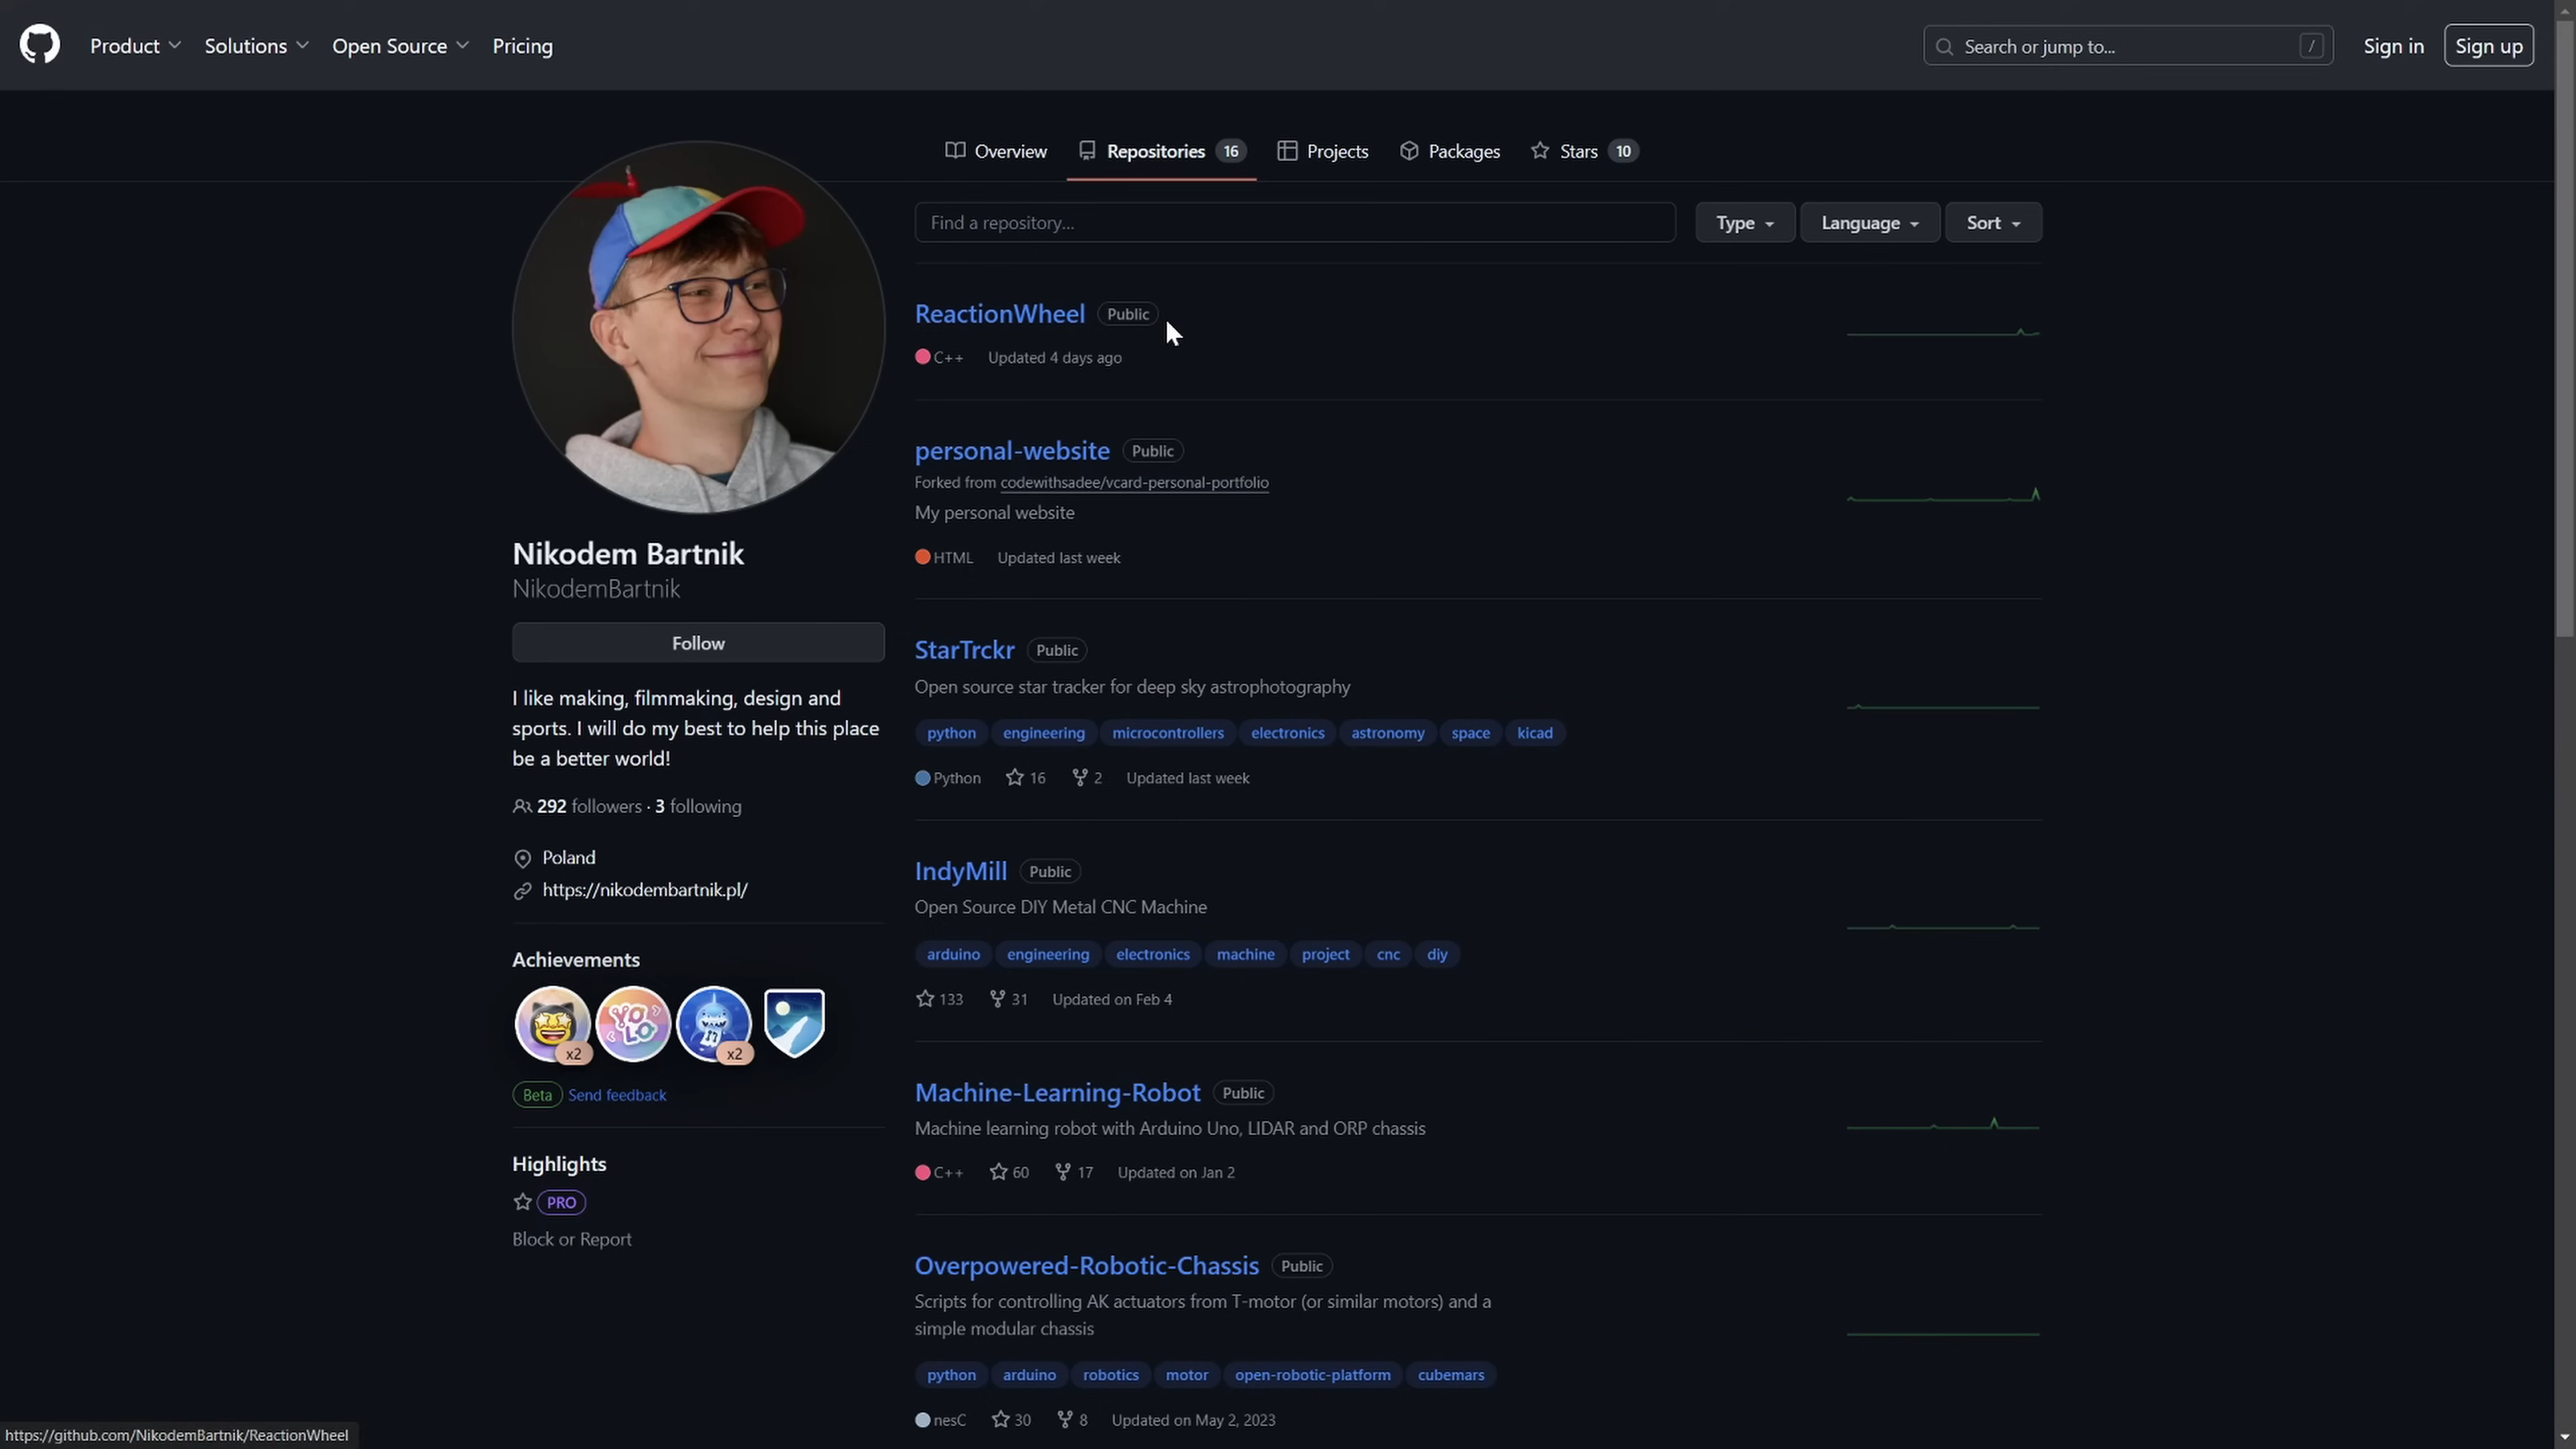 Product
Solutions
Open Source
Pricing
Search or jump to...
/
Sign in
Sign up
Overview
Repositories 16
Projects
Packages
Stars 10
Find a repository...
Type
Language
Sort
Nikodem Bartnik
NikodemBartnik
Follow
I like making, filmmaking, design and
sports. I will do my best to help this place
be a better world!
292 followers · 3 following
Poland
https://nikodembartnik.pl/
Achievements
x2
YOLO
x2
Beta Send feedback
Highlights
PRO
Block or Report
ReactionWheel Public
C++ Updated 4 days ago
personal-website Public
Forked from codewithsadee/vcard-personal-portfolio
My personal website
HTML Updated last week
StarTrckr Public
Open source star tracker for deep sky astrophotography
python engineering microcontrollers electronics astronomy space kicad
Python 16 2 Updated last week
IndyMill Public
Open Source DIY Metal CNC Machine
arduino engineering electronics machine project cnc diy
133 31 Updated on Feb 4
Machine-Learning-Robot Public
Machine learning robot with Arduino Uno, LIDAR and ORP chassis
C++ 60 17 Updated on Jan 2
Overpowered-Robotic-Chassis Public
Scripts for controlling AK actuators from T-motor (or similar motors) and a
simple modular chassis
python arduino robotics motor open-robotic-platform cubemars
nesC 30 8 Updated on May 2, 2023
https://github.com/NikodemBartnik/ReactionWheel